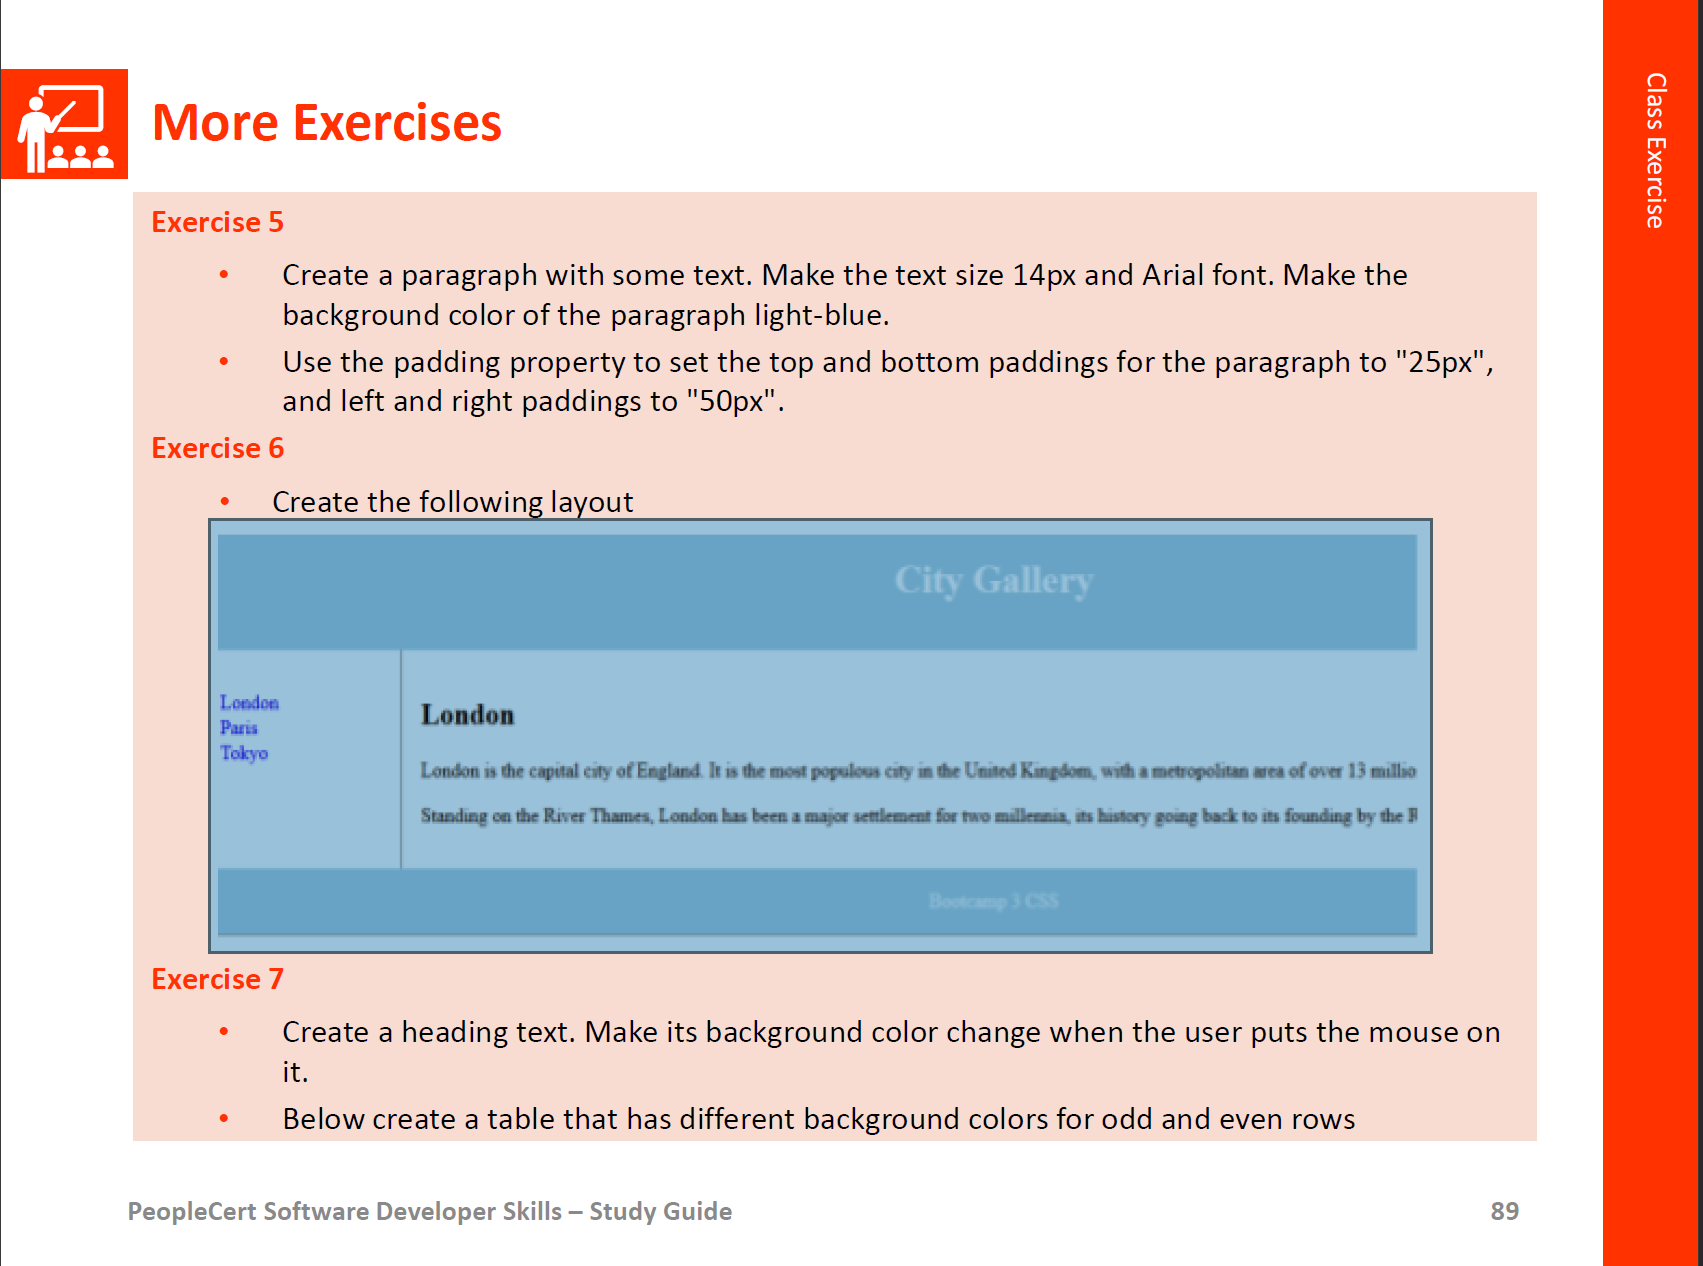 Class Exercise
More Exercises
Exercise 5
• Create a paragraph with some text. Make the text size 14px and Arial font. Make the
background color of the paragraph light-blue.
• Use the padding property to set the top and bottom paddings for the paragraph to "25px",
and left and right paddings to "50px".
Exercise 6
• Create the following layout
City Gallery
London
Paris
Tokyo
London
London is the capital city of England. It is the most populous city in the United Kingdom, with a metropolitan area of over 13 millio
Standing on the River Thames, London has been a major settlement for two millennia, its history going back to its founding by the R
Bootcamp 3 CSS
Exercise 7
• Create a heading text. Make its background color change when the user puts the mouse on
it.
• Below create a table that has different background colors for odd and even rows
PeopleCert Software Developer Skills – Study Guide
89